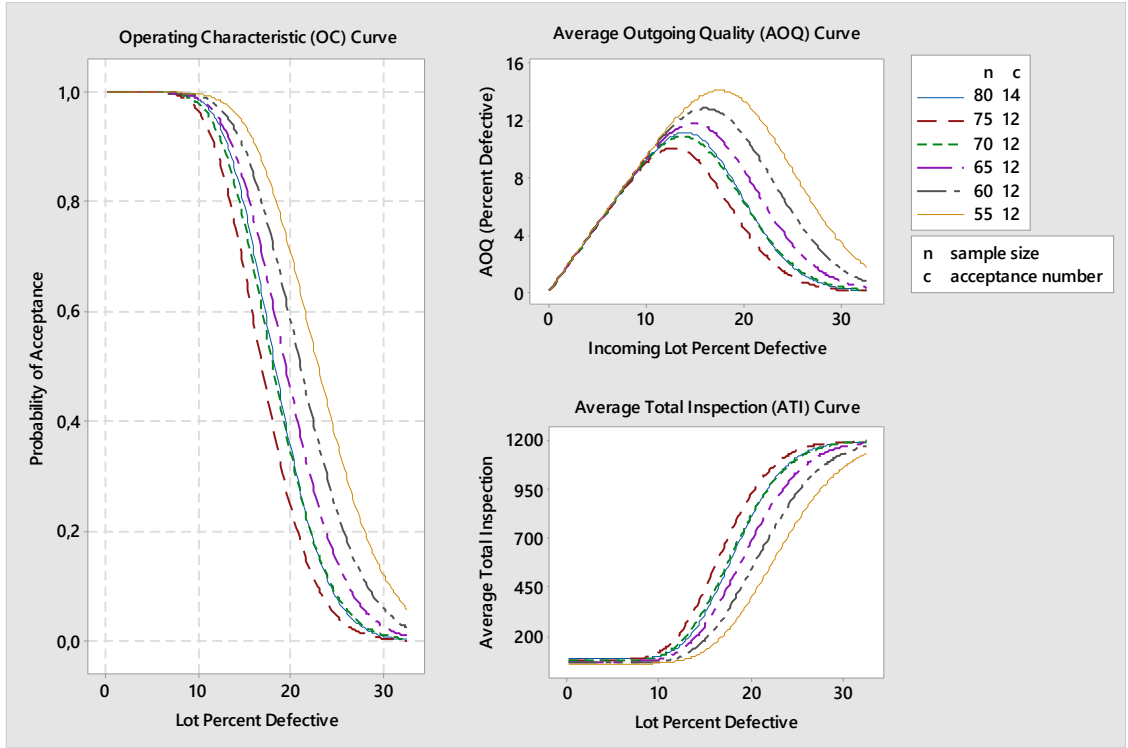 Operating Characteristic (OC) Curve
Probability of Acceptance
1,0
0,8
0,6
0,4
0,2
0,0
0 10 20 30
Lot Percent Defective
Average Outgoing Quality (AOQ) Curve
AOQ (Percent Defective)
16
12
8
4
0
0 10 20 30
Incoming Lot Percent Defective
Average Total Inspection (ATI) Curve
Average Total Inspection
1200
950
700
450
200
0 10 20 30
Lot Percent Defective
n c
80 14
75 12
70 12
65 12
60 12
55 12
n sample size
c acceptance number